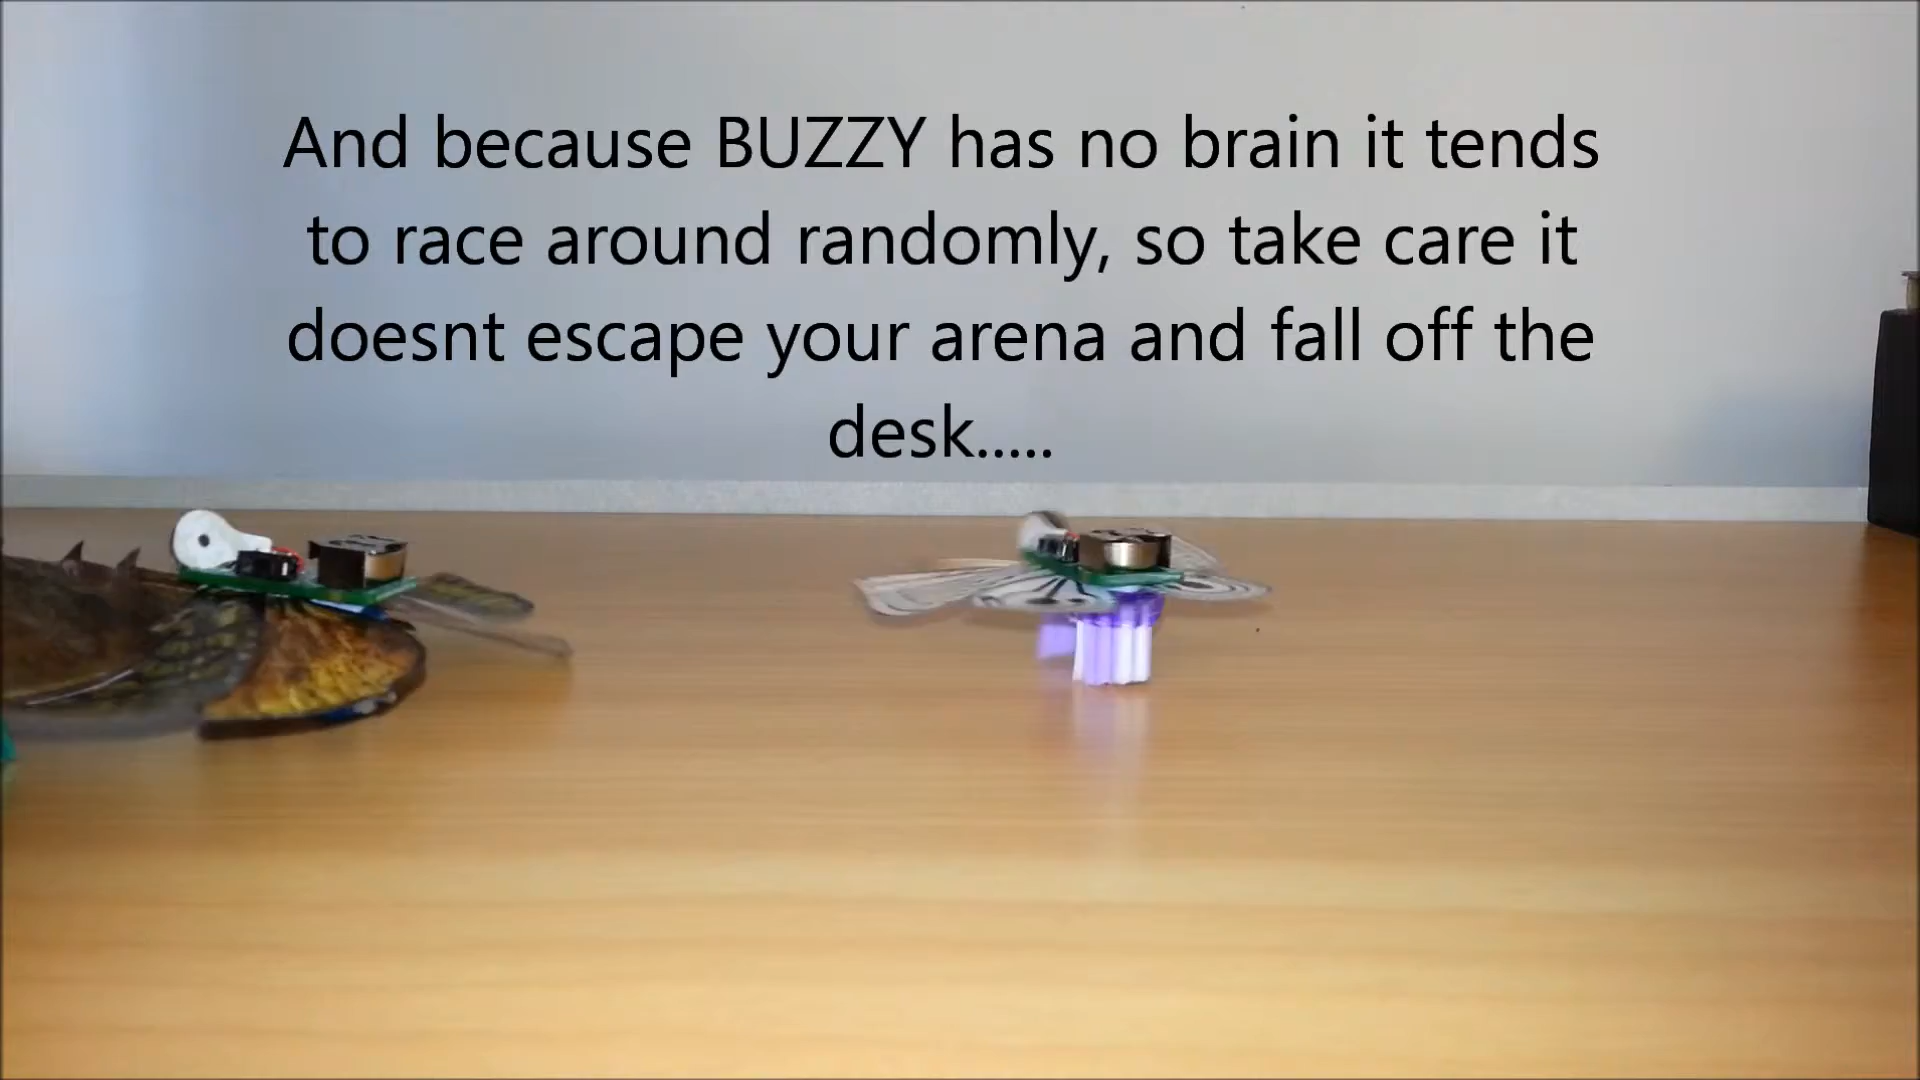 And because BUZZY has no brain it tends
to race around randomly, so take care it
doesnt escape your arena and fall off the
desk.....